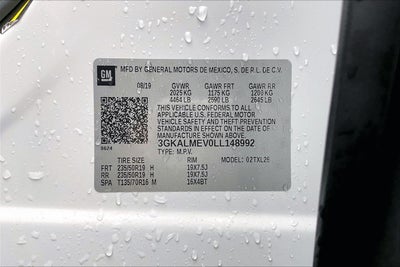 GM MFD BY GENERAL MOTORS DE MEXICO, S. DE R.L. DE C.V.
08/19 GVWR GAWR FRT GAWR RR
2025 KG 1175 KG 1200 KG
4464 LB 2590 LB 2645 LB
THIS VEHICLE CONFORMS TO ALL
APPLICABLE U.S. FEDERAL MOTOR
VEHICLE SAFETY AND THEFT PREVENTION
STANDARDS IN EFFECT ON THE DATE OF
MANUFACTURE SHOWN ABOVE.
3GKALMEV0LL148992
TYPE: M.P.V.
TIRE SIZE RIM MODEL: 02TXL26
FRT 235/50R19 H 19X7.5J
RR 235/50R19 H 19X7.5J
SPA T135/70R16 M 16X4BT